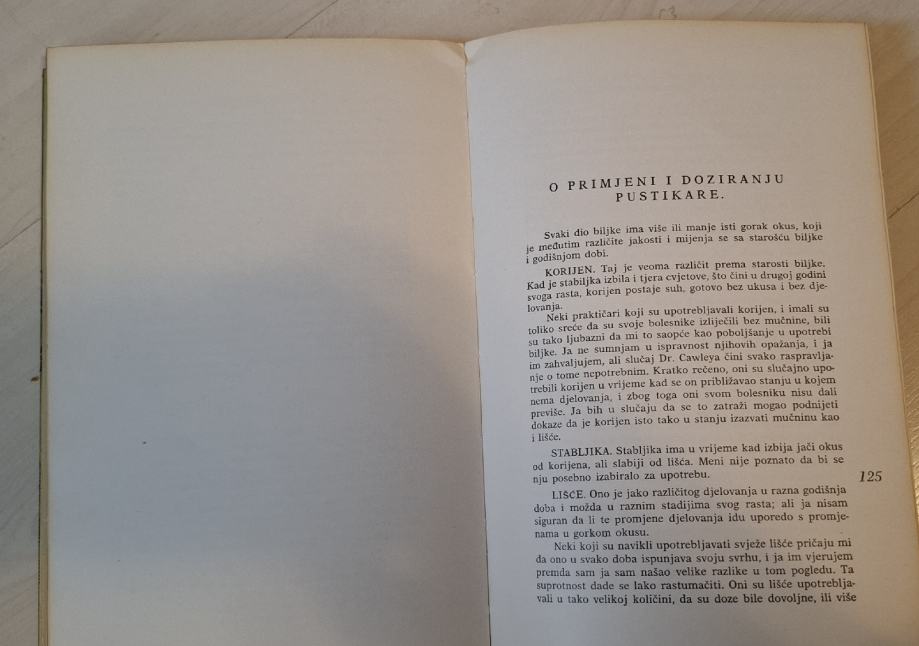 O PRIMJENI I DOZIRANJU
PUSTIKARE.
Svaki dio biljke ima više ili manje isti gorak okus, koji
je međutim različite jakosti i mijenja se sa starošću biljke
i godišnjom dobi.
KORIJEN. Taj je veoma različit prema starosti biljke.
Kad je stabiljka izbila i tjera cvjetove, što čini u drugoj godini
svoga rasta, korijen postaje suh, gotovo bez ukusa i bez dje-
lovanja.
Neki praktičari koji su upotrebljavali korijen, i imali su
toliko sreće da su svoje bolesnike izliječili bez mučnine, bili
su tako ljubazni da mi to saopće kao poboljšanje u upotrebi
biljke. Ja ne sumnjam u ispravnost njihovih opažanja, i ja
im zahvaljujem, ali slučaj Dr. Cawleya čini svako raspravlja-
nje o tome nepotrebnim. Kratko rečeno, oni su slučajno upo-
trebili korijen u vrijeme kad se on približavao stanju u kojem
nema djelovanja, i zbog toga oni svom bolesniku nisu dali
previše. Ja bih u slučaju da se to zatraži mogao podnijeti
dokaze da je korijen isto tako u stanju izazvati mučninu kao
i lišće.
STABLJIKA. Stabljika ima u vrijeme kad izbija jači okus
od korijena, ali slabiji od lišća. Meni nije poznato da bi se
nju posebno izabiralo za upotrebu.
125
LIŠĆE. Ono je jako različitog djelovanja u razna godišnja
doba i možda u raznim stadijima svog rasta; ali ja nisam
siguran da li te promjene djelovanja idu uporedo s promje-
nama u gorkom okusu.
Neki koji su navikli upotrebljavati svježe lišće pričaju mi
da ono u svako doba ispunjava svoju svrhu, i ja im vjerujem
premda sam ja sam našao velike razlike u tom pogledu. Ta
suprotnost dade se lako rastumačiti. Oni su lišće upotreblja-
vali u tako velikoj količini, da su doze bile dovoljne, ili više